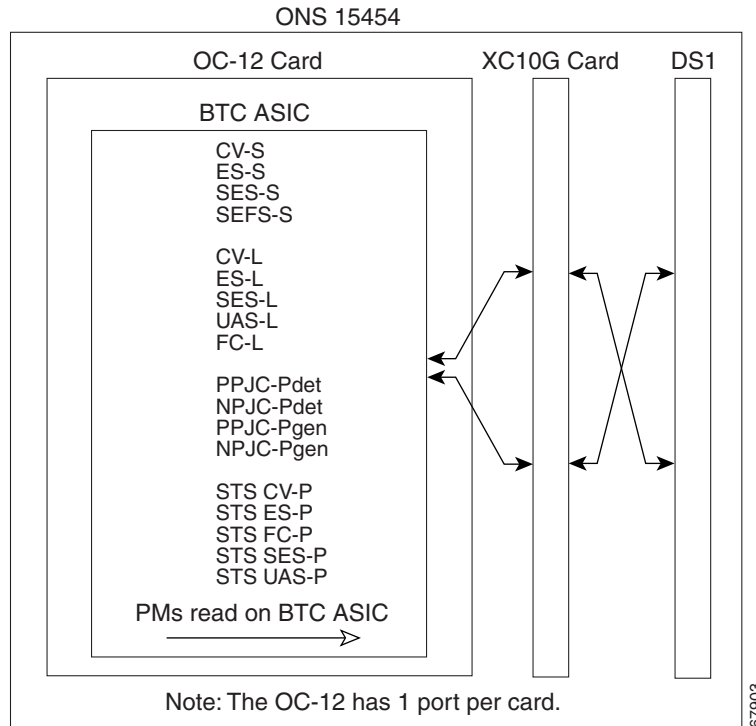 ONS 15454
OC-12 Card
XC10G Card
DS1
BTC ASIC
CV-S
ES-S
SES-S
SEFS-S
CV-L
ES-L
SES-L
UAS-L
FC-L
PPJC-Pdet
NPJC-Pdet
PPJC-Pgen
NPJC-Pgen
STS CV-P
STS ES-P
STS FC-P
STS SES-P
STS UAS-P
PMs read on BTC ASIC
Note: The OC-12 has 1 port per card.